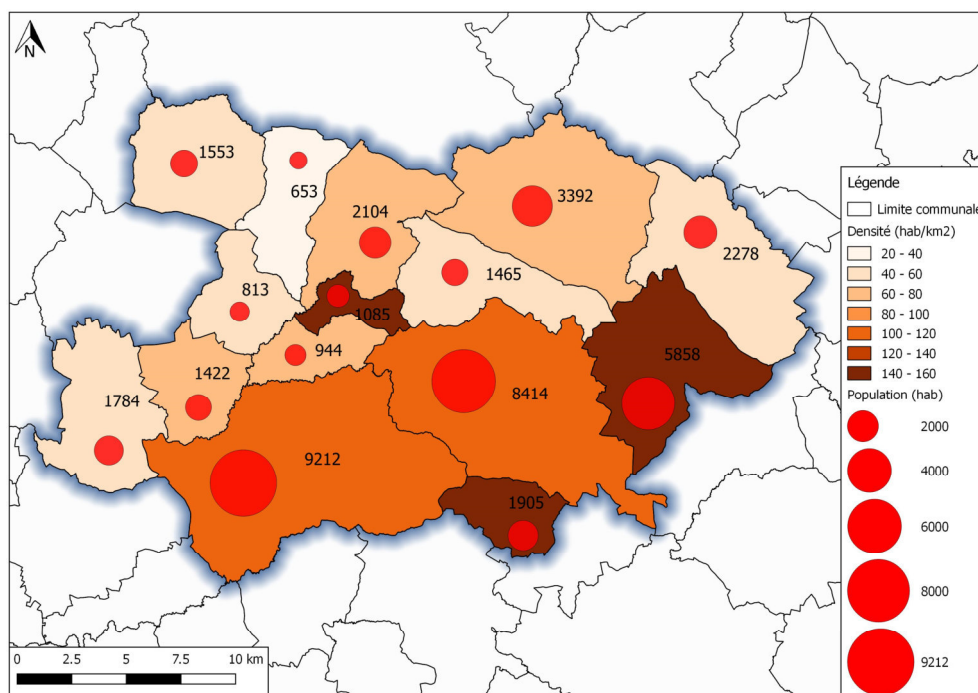 N
1553
653
2104
3392
2278
813
1085
1465
5858
944
1422
1784
8414
9212
1905
Légende
Limite communale
Densité (hab/km2)
20 - 40
40 - 60
60 - 80
80 - 100
100 - 120
120 - 140
140 - 160
Population (hab)
2000
4000
6000
8000
9212
0 2.5 5 7.5 10 km